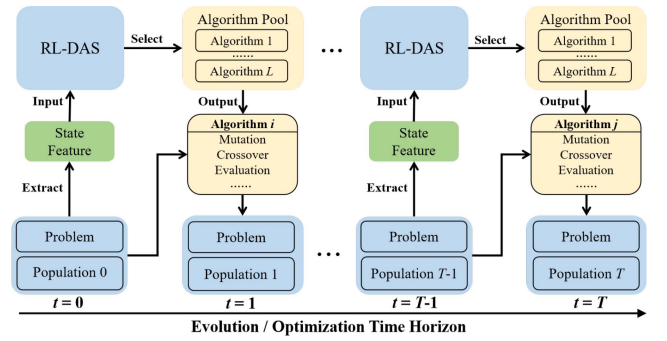 RL-DAS
Select
Algorithm Pool
Algorithm 1
......
Algorithm L
...
RL-DAS
Select
Algorithm Pool
Algorithm 1
......
Algorithm L
Input
Output
Input
Output
State
Feature
Algorithm i
Mutation
Crossover
Evaluation
......
State
Feature
Algorithm j
Mutation
Crossover
Evaluation
......
Extract
Extract
Problem
Population 0
Problem
Population 1
...
Problem
Population T-1
Problem
Population T
t = 0
t = 1
t = T-1
t = T
Evolution / Optimization Time Horizon